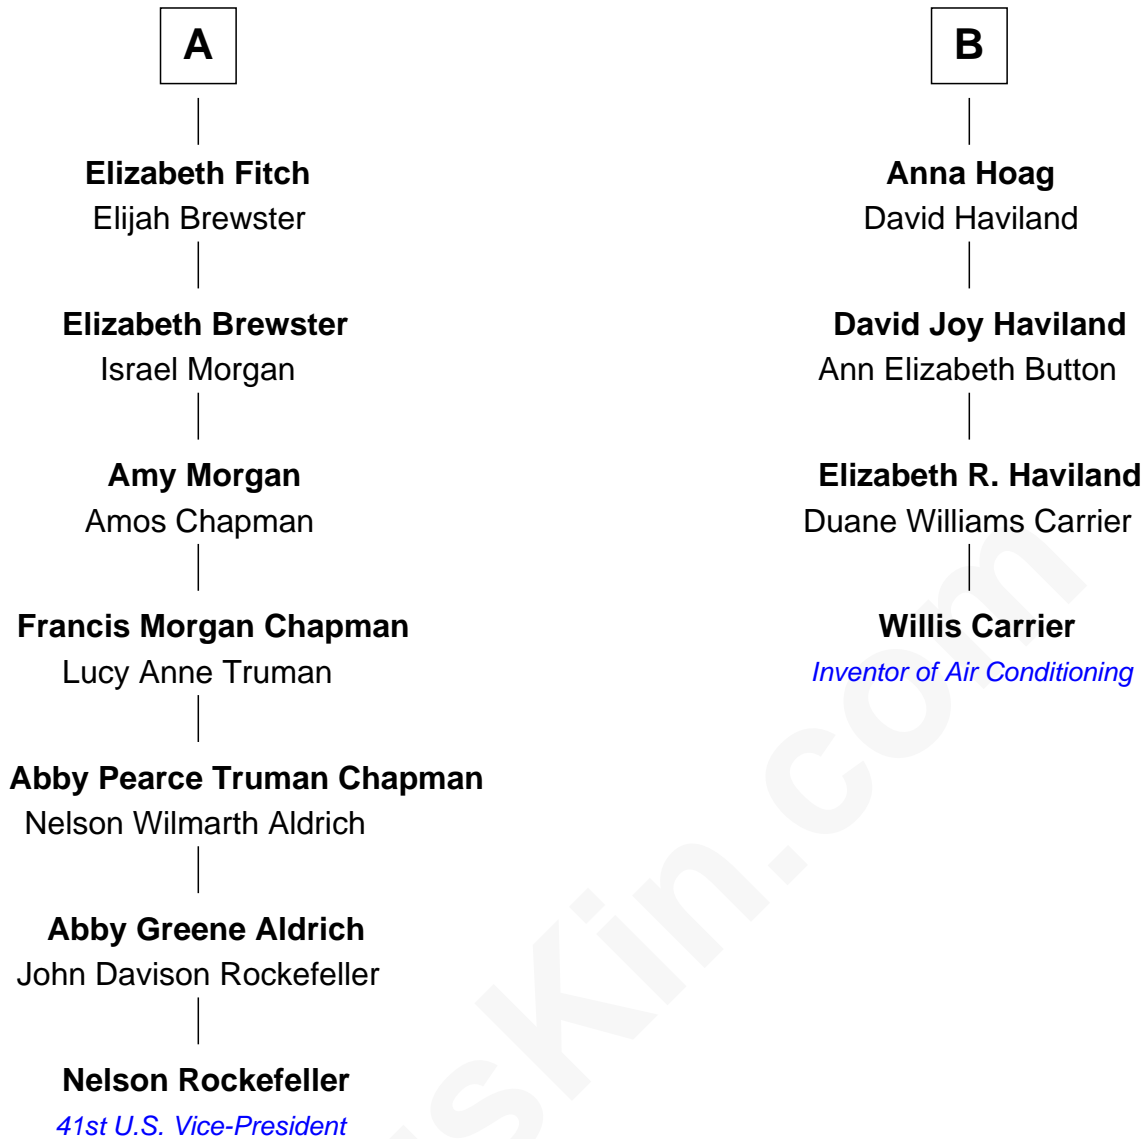 A
Elizabeth Fitch
Elijah Brewster
Elizabeth Brewster
Israel Morgan
Amy Morgan
Amos Chapman
Francis Morgan Chapman
Lucy Anne Truman
Abby Pearce Truman Chapman
Nelson Wilmarth Aldrich
Abby Greene Aldrich
John Davison Rockefeller
Nelson Rockefeller
41st U.S. Vice-President
B
Anna Hoag
David Haviland
David Joy Haviland
Ann Elizabeth Button
Elizabeth R. Haviland
Duane Williams Carrier
Willis Carrier
Inventor of Air Conditioning
sKin.com